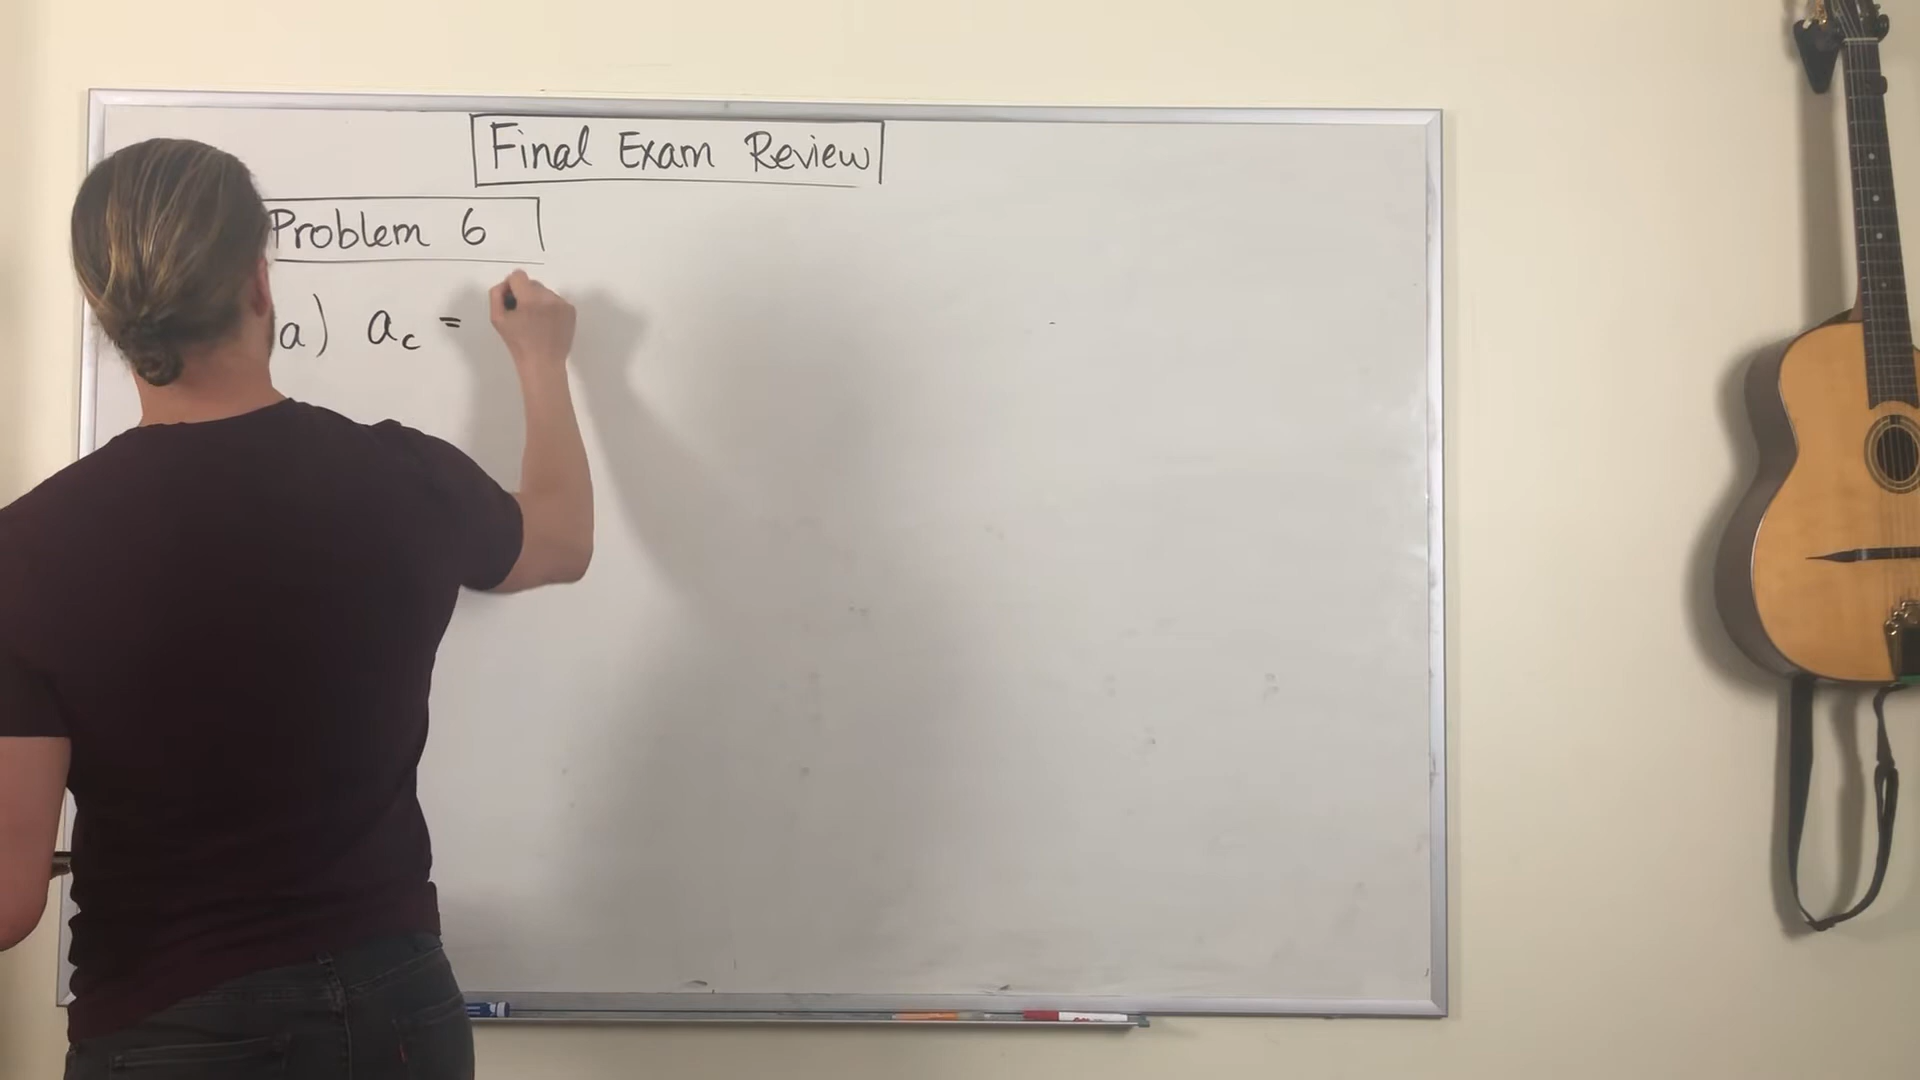 Final Exam Review
Problem 6
a) a_c =